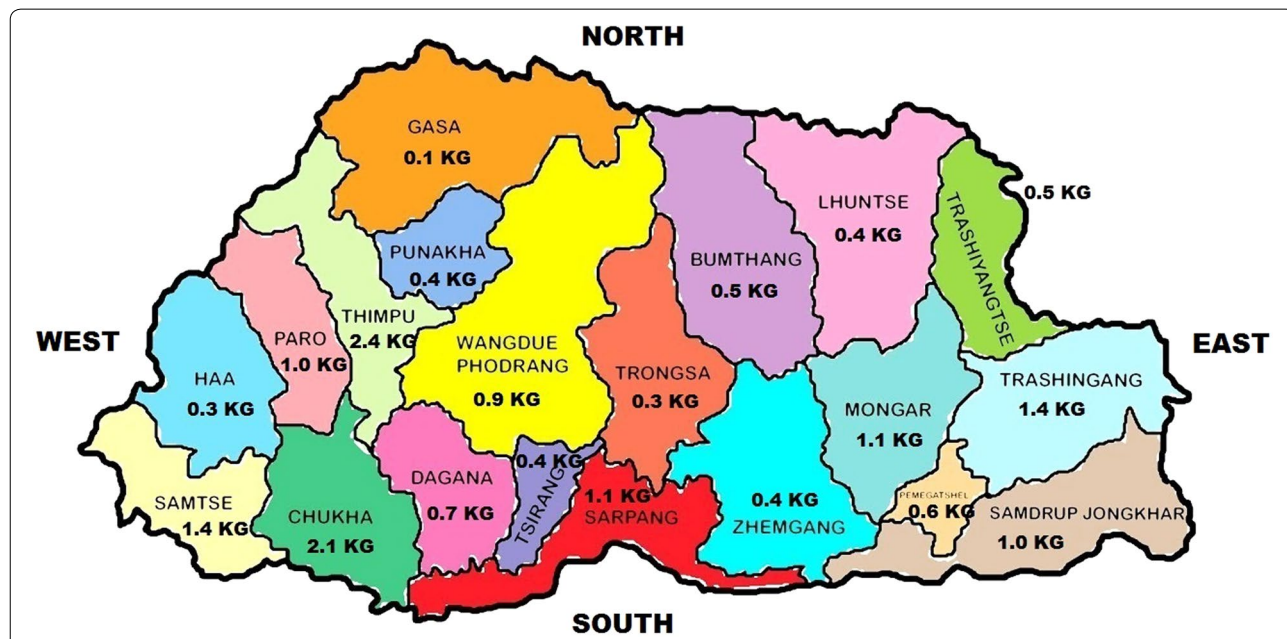 NORTH
GASA
0.1 KG
PUNAKHA
0.4 KG
THIMPU
2.4 KG
PARO
1.0 KG
WEST
HAA
0.3 KG
SAMTSE
1.4 KG
CHUKHA
2.1 KG
DAGANA
0.7 KG
WANGDUE
PHODRANG
0.9 KG
0.4 KG
TSIRANG
1.1 KG
SARPANG
TRONGSA
0.3 KG
BUMTHANG
0.5 KG
LHUNTSE
0.4 KG
TRASHIYANGTSE
0.5 KG
EAST
TRASHINGANG
1.4 KG
MONGAR
1.1 KG
0.4 KG
ZHEMGANG
PEMEGATSHEL
0.6 KG
SAMDRUP JONGKHAR
1.0 KG
SOUTH